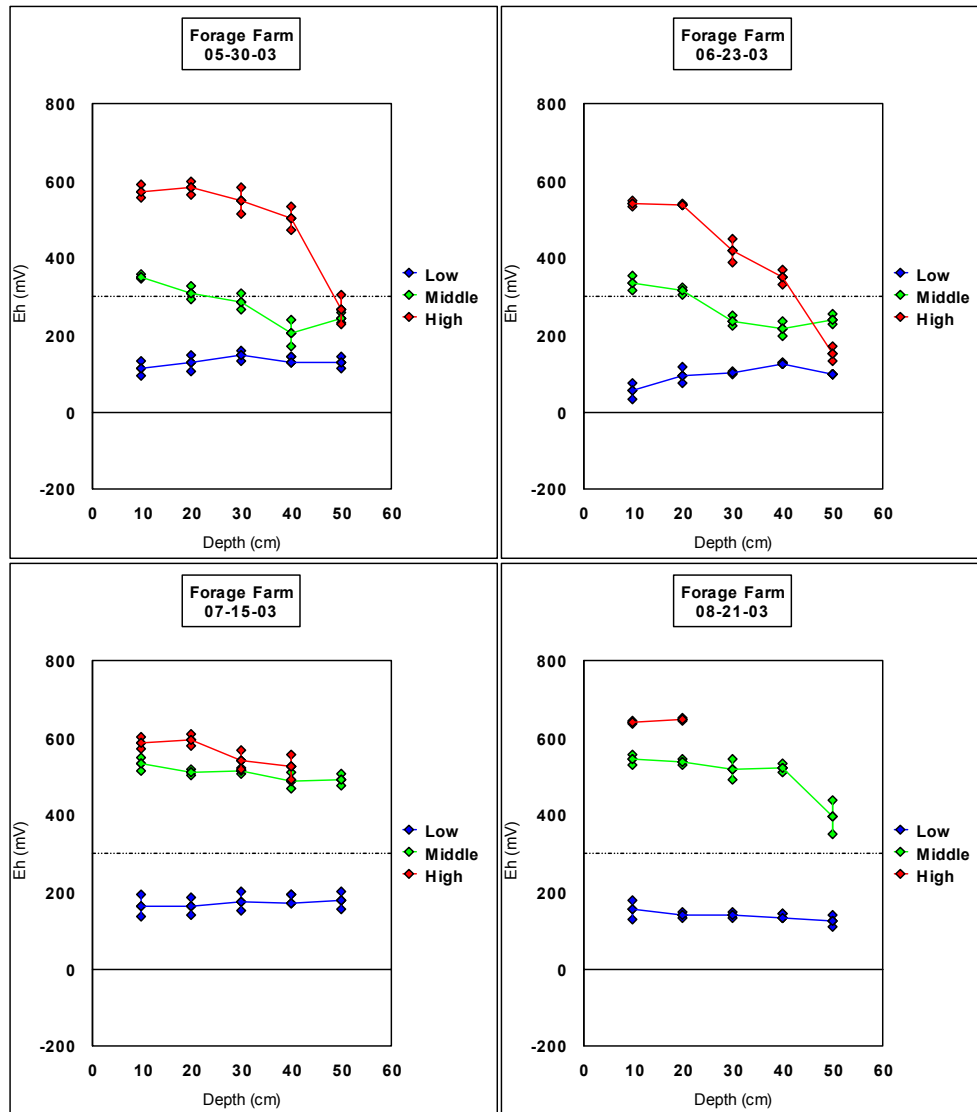 Forage Farm
05-30-03
800
600
400
200
0
-200
0 10 20 30 40 50 60
Eh (mV)
Depth (cm)
Low
Middle
High
Forage Farm
06-23-03
800
600
400
200
0
-200
0 10 20 30 40 50 60
Eh (mV)
Depth (cm)
Low
Middle
High
Forage Farm
07-15-03
800
600
400
200
0
-200
0 10 20 30 40 50 60
Eh (mV)
Depth (cm)
Low
Middle
High
Forage Farm
08-21-03
800
600
400
200
0
-200
0 10 20 30 40 50 60
Eh (mV)
Depth (cm)
Low
Middle
High